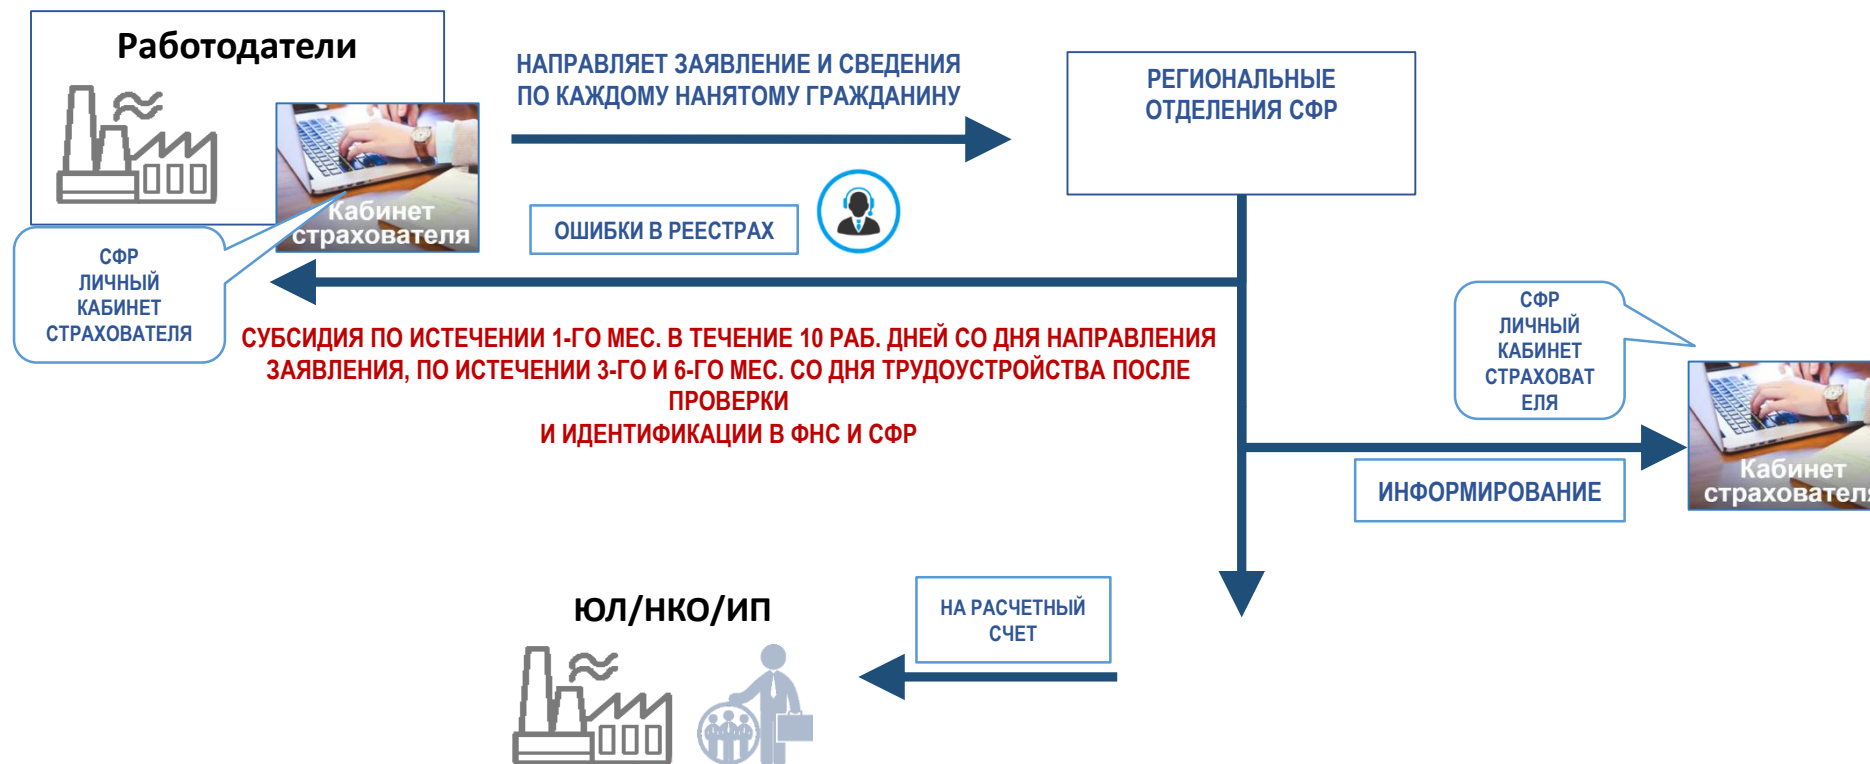 Работодатели
НАПРАВЛЯЕТ ЗАЯВЛЕНИЕ И СВЕДЕНИЯ
ПО КАЖДОМУ НАНЯТОМУ ГРАЖДАНИНУ
РЕГИОНАЛЬНЫЕ
ОТДЕЛЕНИЯ СФР
Кабинет
страхователя
ОШИБКИ В РЕЕСТРАХ
СФР
ЛИЧНЫЙ
КАБИНЕТ
СТРАХОВАТЕЛЯ
СУБСИДИЯ ПО ИСТЕЧЕНИИ 1-ГО МЕС. В ТЕЧЕНИЕ 10 РАБ. ДНЕЙ СО ДНЯ НАПРАВЛЕНИЯ
ЗАЯВЛЕНИЯ, ПО ИСТЕЧЕНИИ 3-ГО И 6-ГО МЕС. СО ДНЯ ТРУДОУСТРОЙСТВА ПОСЛЕ
ПРОВЕРКИ
И ИДЕНТИФИКАЦИИ В ФНС И СФР
СФР
ЛИЧНЫЙ
КАБИНЕТ
СТРАХОВАТ
ЕЛЯ
Кабинет
страхователя
ИНФОРМИРОВАНИЕ
ЮЛ/НКО/ИП
НА РАСЧЕТНЫЙ
СЧЕТ